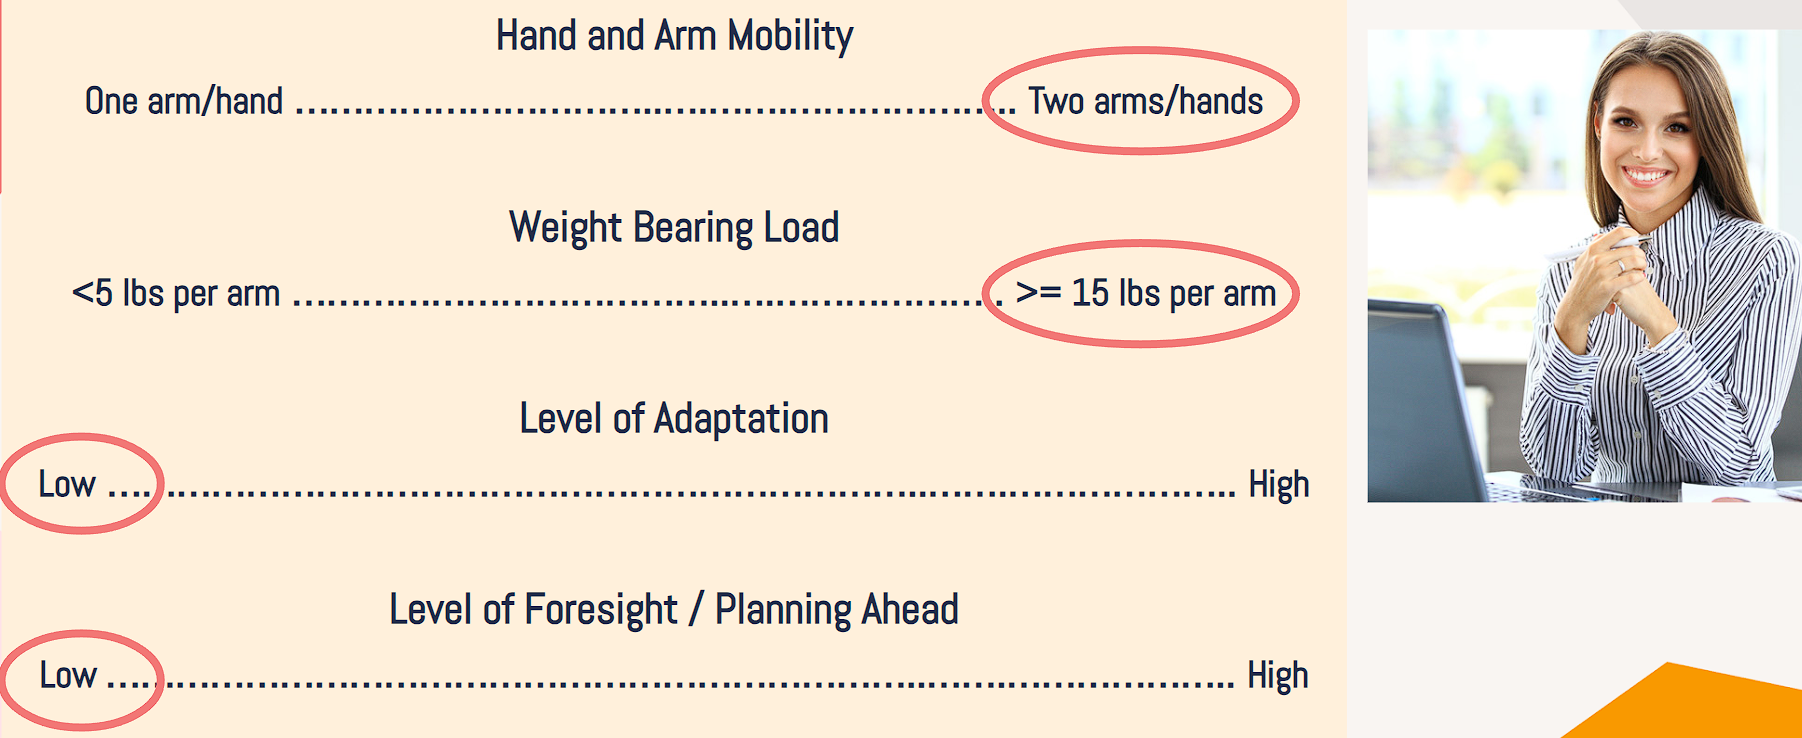 Hand and Arm Mobility
One arm/hand ................................................................ Two arms/hands
Weight Bearing Load
<5 lbs per arm ................................................................ >= 15 lbs per arm
Level of Adaptation
Low ................................................................................................ High
Level of Foresight / Planning Ahead
Low ................................................................................................ High